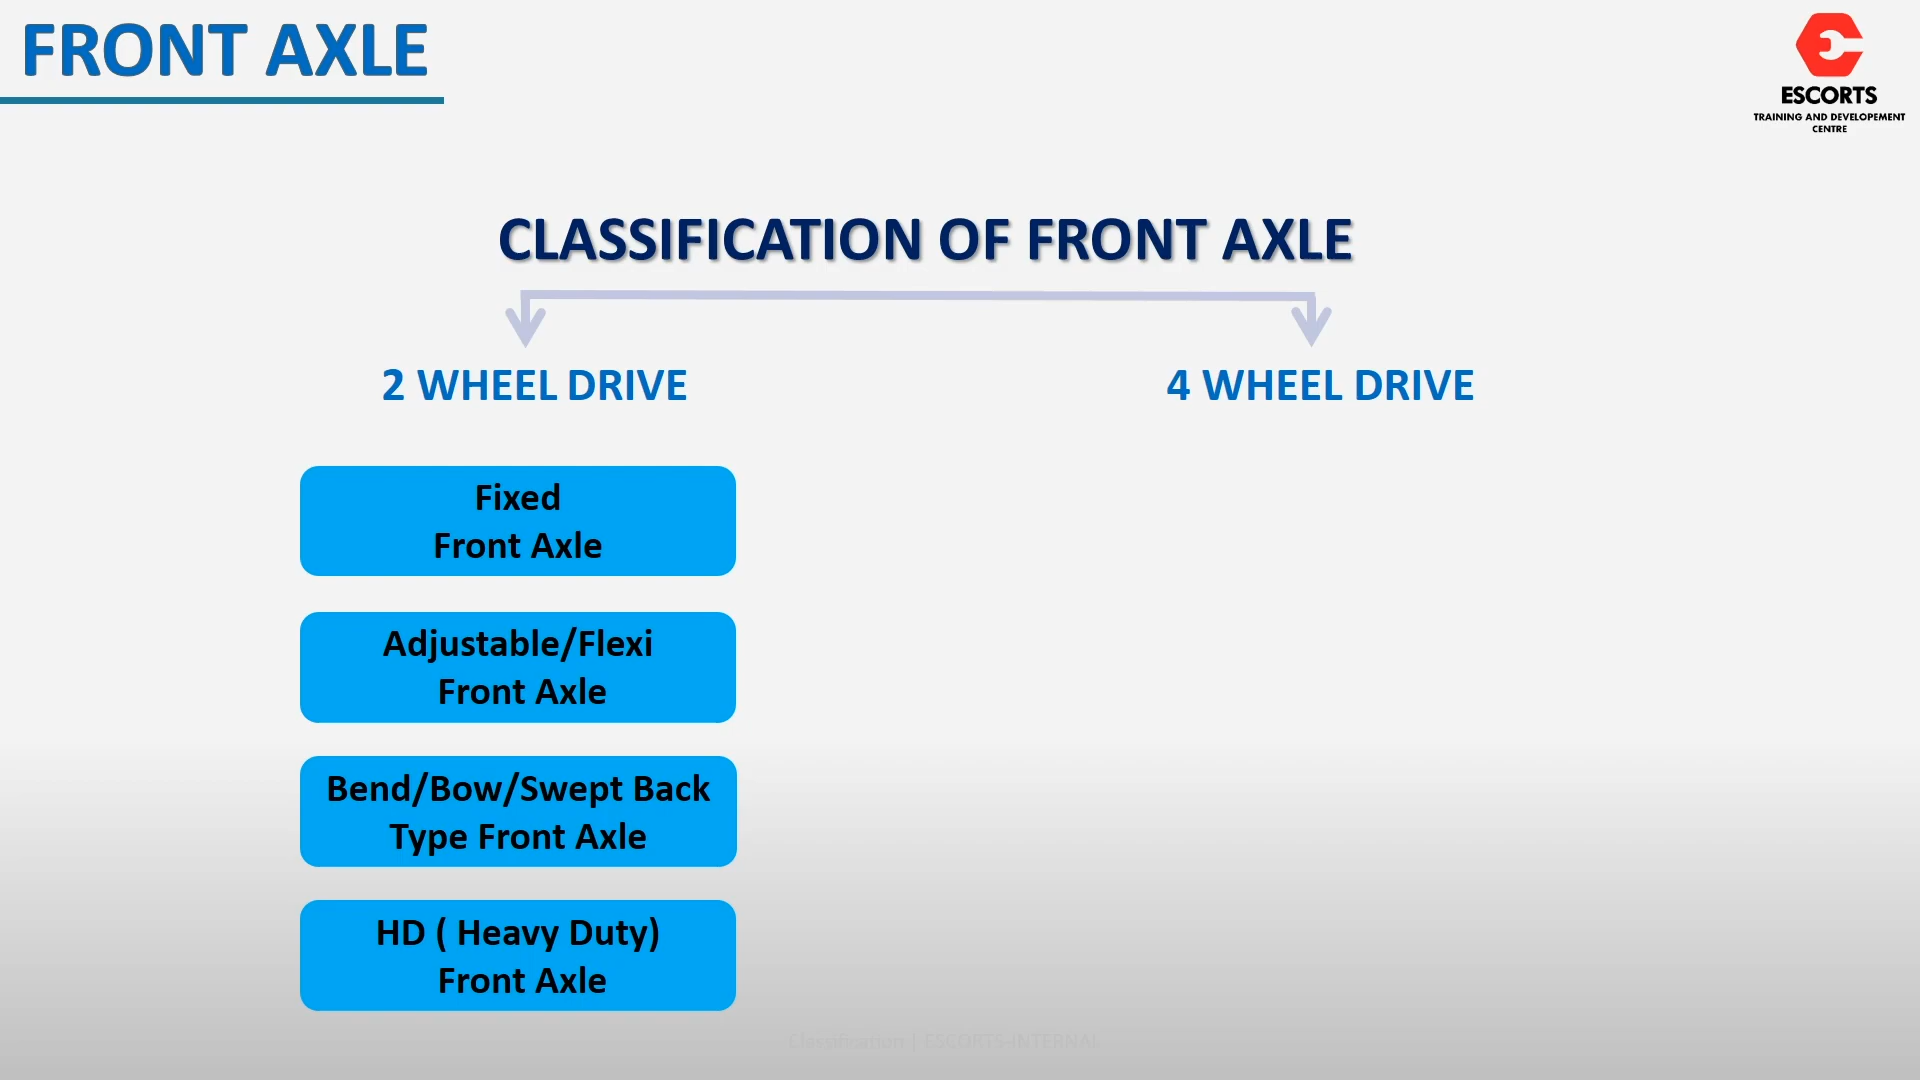 FRONT AXLE
ESCORTS
TRAINING AND DEVELOPEMENT
CENTRE
CLASSIFICATION OF FRONT AXLE
2 WHEEL DRIVE
4 WHEEL DRIVE
Fixed
Front Axle
Adjustable/Flexi
Front Axle
Bend/Bow/Swept Back
Type Front Axle
HD ( Heavy Duty)
Front Axle
Classification | ESCORTS-INTERNAL